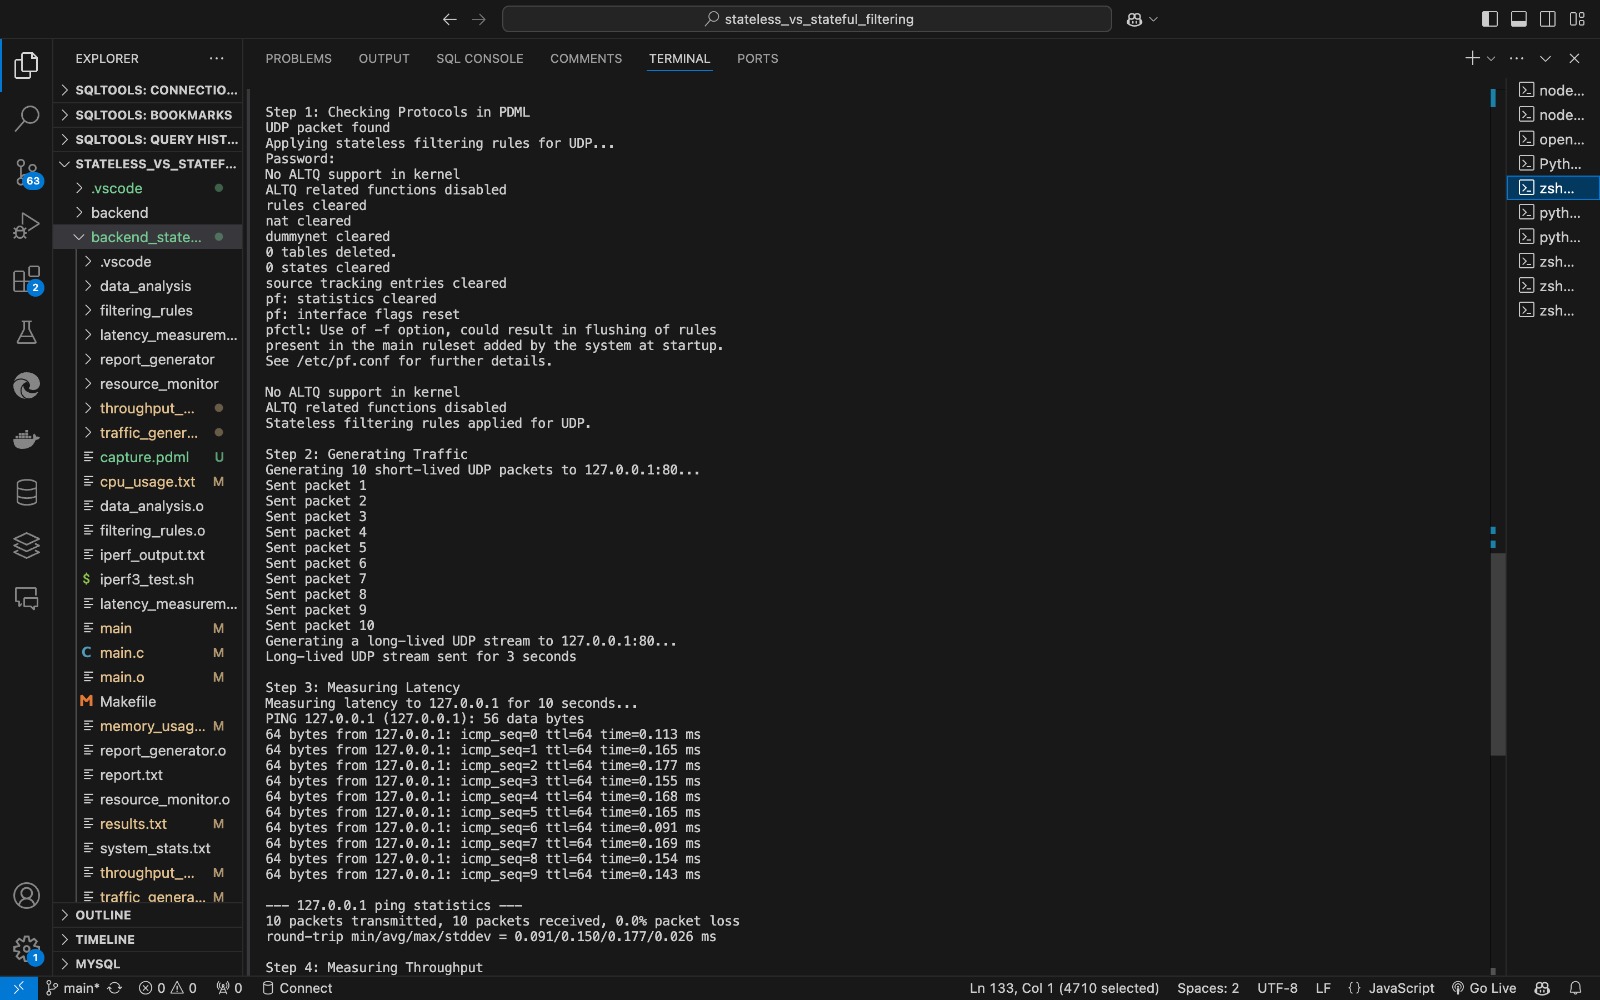 stateless_vs_stateful_filtering
EXPLORER
SQLTOOLS: CONNECTIO...
SQLTOOLS: BOOKMARKS
SQLTOOLS: QUERY HIST...
STATELESS_VS_STATEF...
.vscode
backend
backend_state...
.vscode
data_analysis
filtering_rules
latency_measurem...
report_generator
resource_monitor
throughput_...
traffic_gener...
capture.pdml U
cpu_usage.txt M
data_analysis.o
filtering_rules.o
iperf_output.txt
$ iperf3_test.sh
latency_measurem...
main M
C main.c M
main.o M
M Makefile
memory_usag... M
report_generator.o
report.txt
resource_monitor.o
results.txt M
system_stats.txt
throughput_... M
traffic_genera... M
OUTLINE
TIMELINE
MYSQL
63
2
1
PROBLEMS OUTPUT SQL CONSOLE COMMENTS TERMINAL PORTS
Step 1: Checking Protocols in PDML
UDP packet found
Applying stateless filtering rules for UDP...
Password:
No ALTQ support in kernel
ALTQ related functions disabled
rules cleared
nat cleared
dummynet cleared
0 tables deleted.
0 states cleared
source tracking entries cleared
pf: statistics cleared
pf: interface flags reset
pfctl: Use of -f option, could result in flushing of rules
present in the main ruleset added by the system at startup.
See /etc/pf.conf for further details.
No ALTQ support in kernel
ALTQ related functions disabled
Stateless filtering rules applied for UDP.
Step 2: Generating Traffic
Generating 10 short-lived UDP packets to 127.0.0.1:80...
Sent packet 1
Sent packet 2
Sent packet 3
Sent packet 4
Sent packet 5
Sent packet 6
Sent packet 7
Sent packet 8
Sent packet 9
Sent packet 10
Generating a long-lived UDP stream to 127.0.0.1:80...
Long-lived UDP stream sent for 3 seconds
Step 3: Measuring Latency
Measuring latency to 127.0.0.1 for 10 seconds...
PING 127.0.0.1 (127.0.0.1): 56 data bytes
64 bytes from 127.0.0.1: icmp_seq=0 ttl=64 time=0.113 ms
64 bytes from 127.0.0.1: icmp_seq=1 ttl=64 time=0.165 ms
64 bytes from 127.0.0.1: icmp_seq=2 ttl=64 time=0.177 ms
64 bytes from 127.0.0.1: icmp_seq=3 ttl=64 time=0.155 ms
64 bytes from 127.0.0.1: icmp_seq=4 ttl=64 time=0.168 ms
64 bytes from 127.0.0.1: icmp_seq=5 ttl=64 time=0.165 ms
64 bytes from 127.0.0.1: icmp_seq=6 ttl=64 time=0.091 ms
64 bytes from 127.0.0.1: icmp_seq=7 ttl=64 time=0.169 ms
64 bytes from 127.0.0.1: icmp_seq=8 ttl=64 time=0.154 ms
64 bytes from 127.0.0.1: icmp_seq=9 ttl=64 time=0.143 ms
--- 127.0.0.1 ping statistics ---
10 packets transmitted, 10 packets received, 0.0% packet loss
round-trip min/avg/max/stddev = 0.091/0.150/0.177/0.026 ms
Step 4: Measuring Throughput
node...
node...
open...
Pyth...
zsh...
pyth...
pyth...
zsh...
zsh...
zsh...
main* 0 0 0 Connect Ln 133, Col 1 (4710 selected) Spaces: 2 UTF-8 LF {} JavaScript Go Live